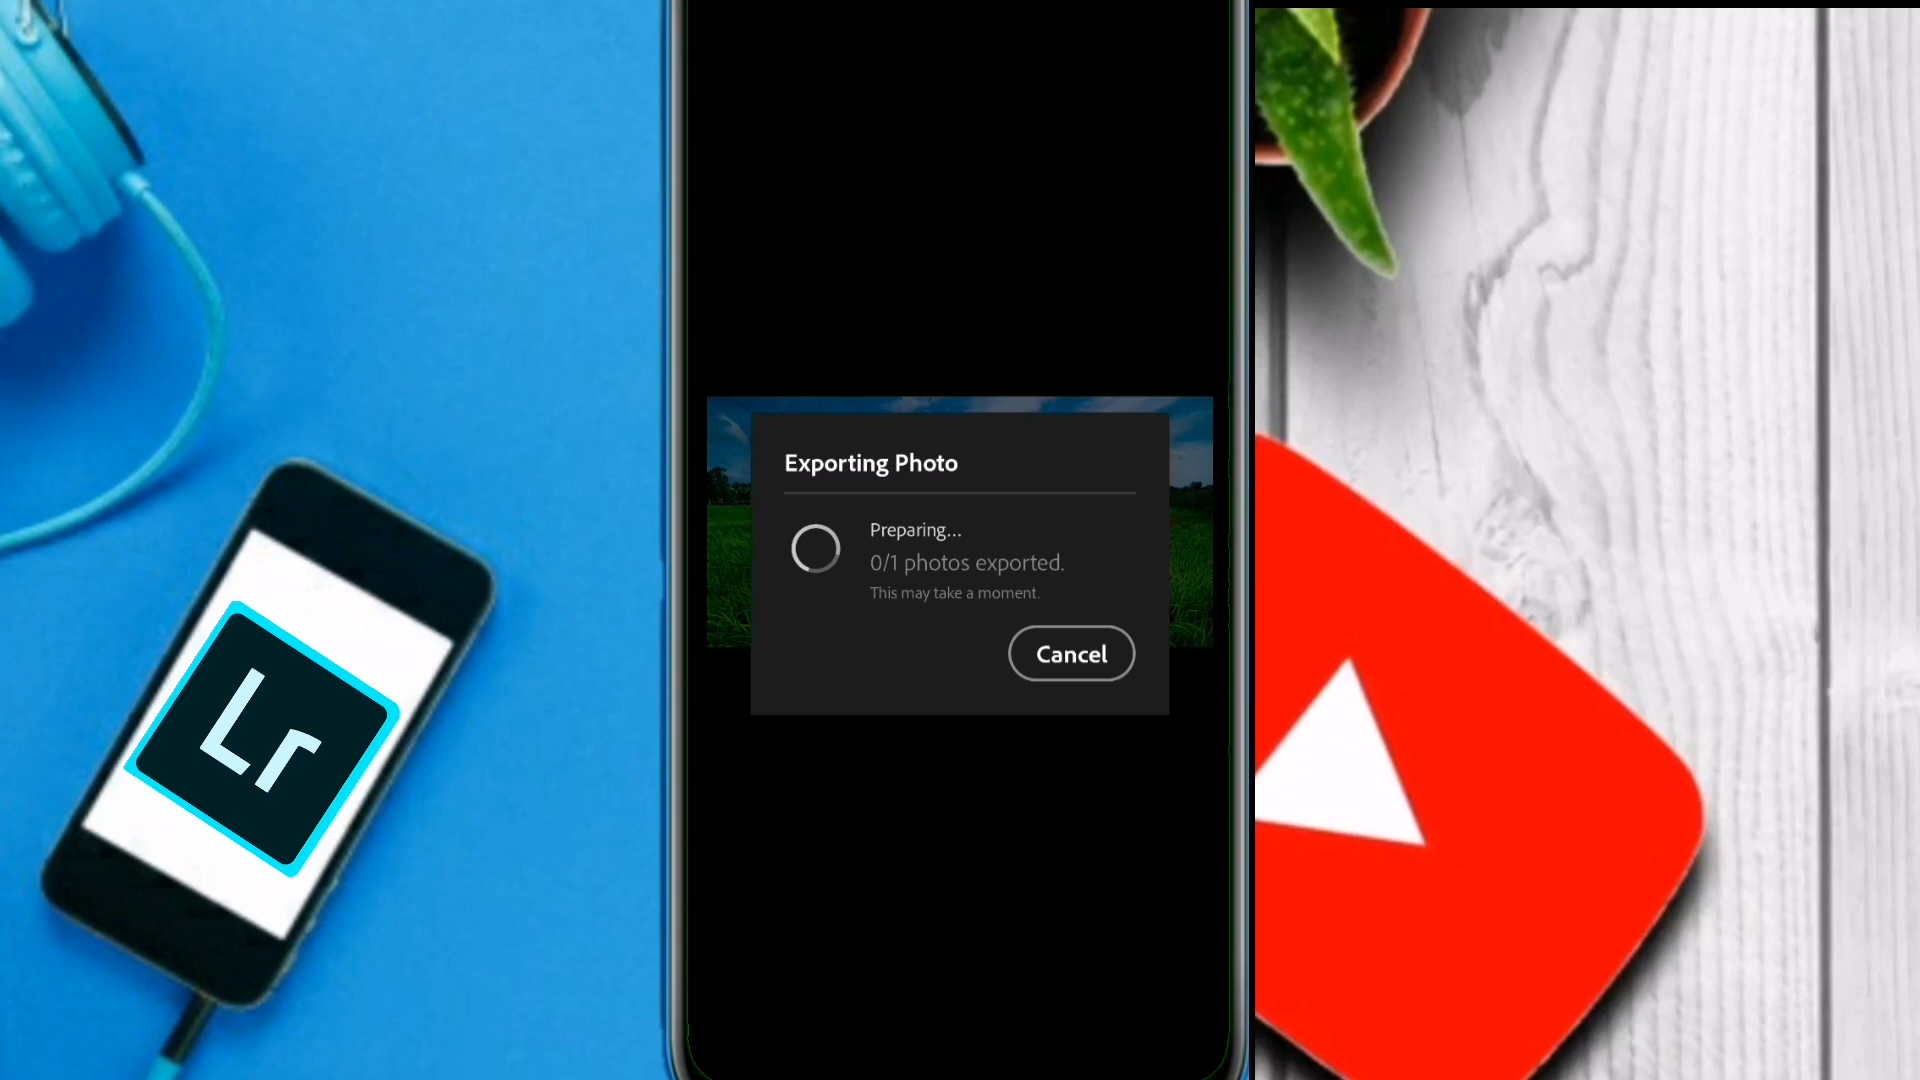 Lr
Exporting Photo
Preparing...
0/1 photos exported.
This may take a moment.
Cancel